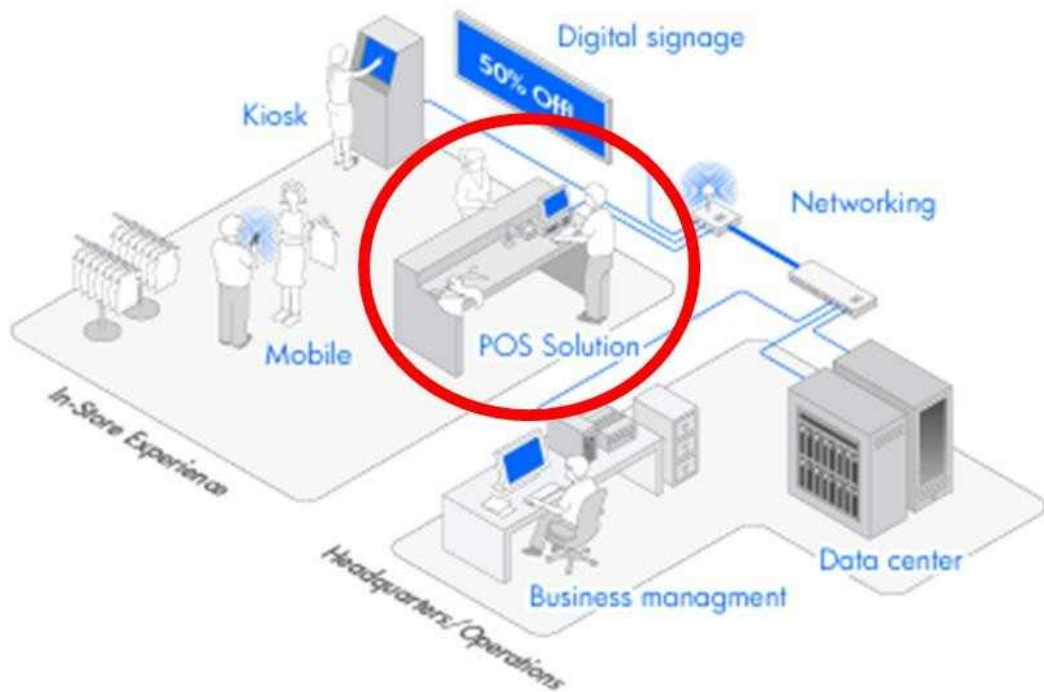 Digital signage
50% Off!
Kiosk
Networking
Mobile
POS Solution
In-Store Experience
Data center
Business managment
Headquarters/Operations